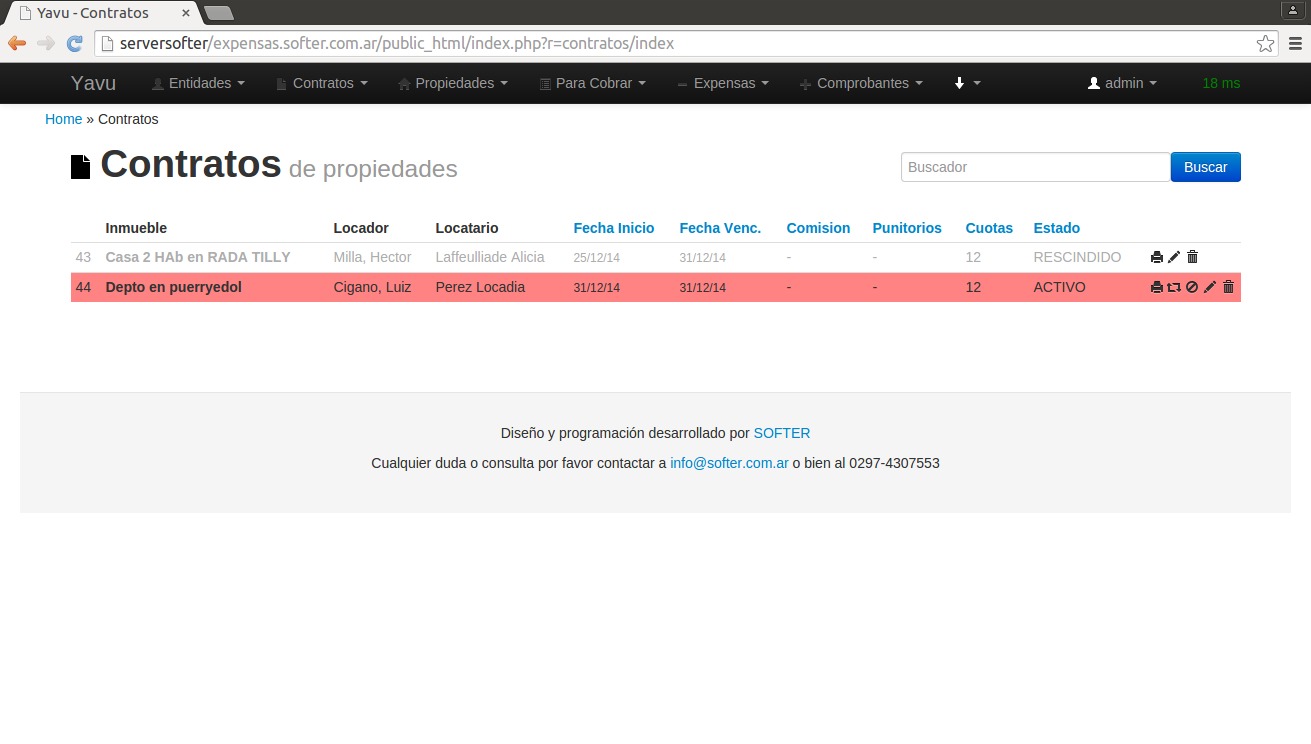 Yavu - Contratos
serversofter/expensas.softer.com.ar/public_html/index.php?r=contratos/index
Yavu Entidades Contratos Propiedades Para Cobrar Expensas Comprobantes admin 18 ms
Home » Contratos
Contratos de propiedades
Buscador Buscar
Inmueble Locador Locatario Fecha Inicio Fecha Venc. Comision Punitorios Cuotas Estado
43 Casa 2 HAb en RADA TILLY Milla, Hector Laffeulliade Alicia 25/12/14 31/12/14 - - 12 RESCINDIDO
44 Depto en puerryedol Cigano, Luiz Perez Locadia 31/12/14 31/12/14 - - 12 ACTIVO
Diseño y programación desarrollado por SOFTER
Cualquier duda o consulta por favor contactar a info@softer.com.ar o bien al 0297-4307553